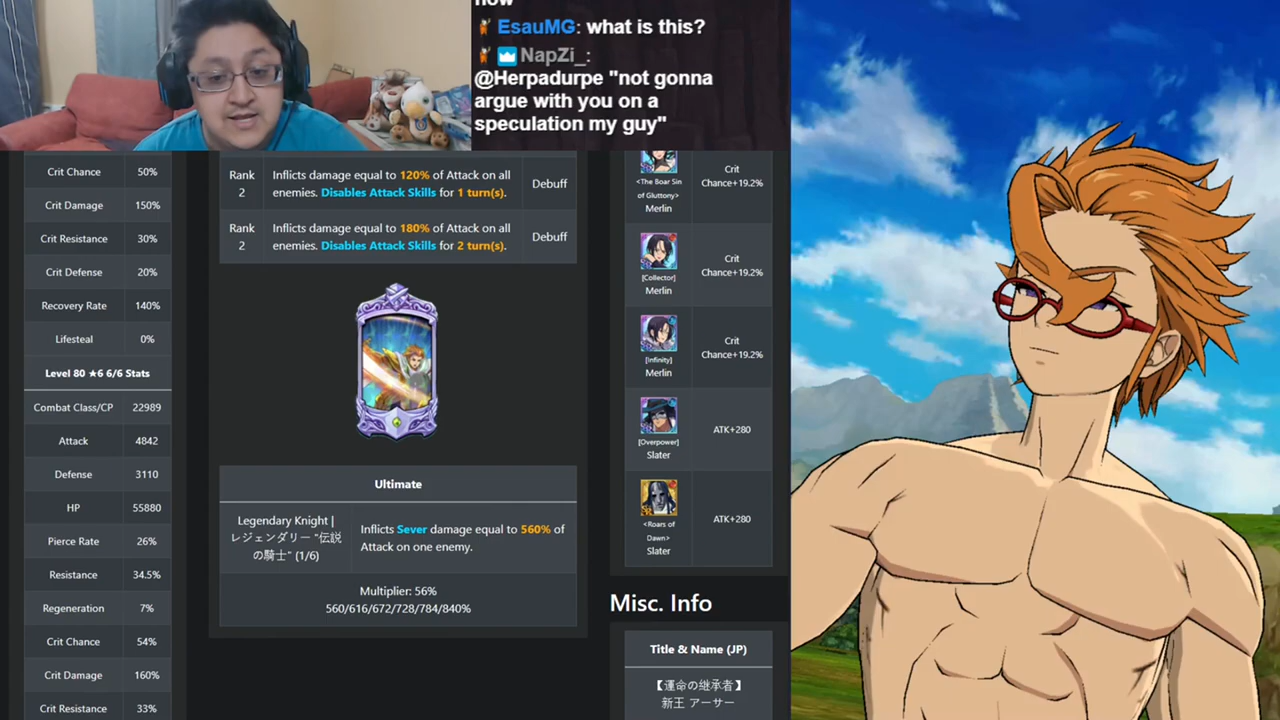 now
EsauMG: what is this?
NapZi_:
@Herpadurpe "not gonna
argue with you on a
speculation my guy"
Crit Chance 50%
Crit Damage 150%
Crit Resistance 30%
Crit Defense 20%
Recovery Rate 140%
Lifesteal 0%
Level 80 ★6 6/6 Stats
Combat Class/CP 22989
Attack 4842
Defense 3110
HP 55880
Pierce Rate 26%
Resistance 34.5%
Regeneration 7%
Crit Chance 54%
Crit Damage 160%
Crit Resistance 33%
Rank
2
Inflicts damage equal to 120% of Attack on all
enemies. Disables Attack Skills for 1 turn(s).
Debuff
Rank
2
Inflicts damage equal to 180% of Attack on all
enemies. Disables Attack Skills for 2 turn(s).
Debuff
Ultimate
Legendary Knight |
レジェンダリー “伝説
の騎士” (1/6)
Inflicts Sever damage equal to 560% of
Attack on one enemy.
Multiplier: 56%
560/616/672/728/784/840%
<The Boar Sin
of Gluttony>
Merlin
Crit
Chance+19.2%
[Collector]
Merlin
Crit
Chance+19.2%
[Infinity]
Merlin
Crit
Chance+19.2%
[Overpower]
Slater
ATK+280
<Roars of
Dawn>
Slater
ATK+280
Misc. Info
Title & Name (JP)
【運命の継承者】
新王 アーサー